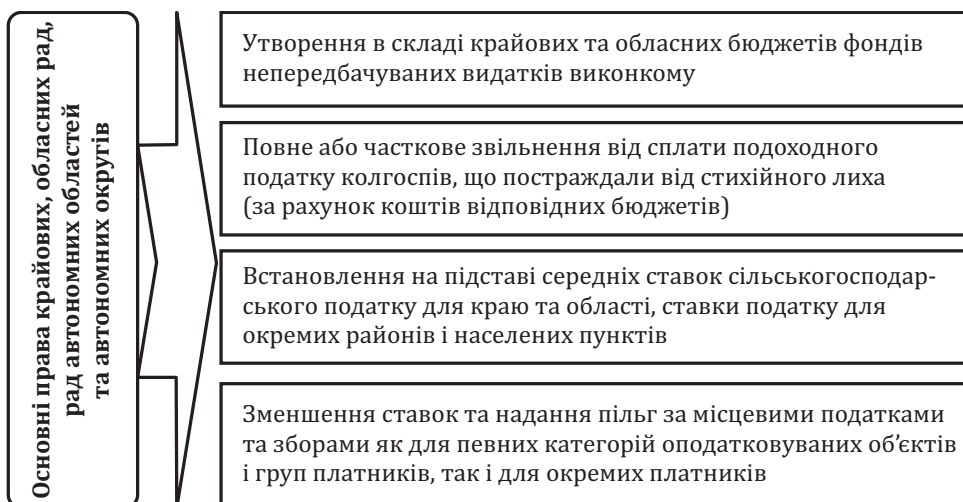 Основні права крайових, обласних рад,
рад автономних областей
та автономних округів
Утворення в складі крайових та обласних бюджетів фондів
непередбачуваних видатків виконкому
Повне або часткове звільнення від сплати подоходного
податку колгоспів, що постраждали від стихійного лиха
(за рахунок коштів відповідних бюджетів)
Встановлення на підставі середніх ставок сільськогосподар-
ського податку для краю та області, ставки податку для
окремих районів і населених пунктів
Зменшення ставок та надання пільг за місцевими податками
та зборами як для певних категорій оподатковуваних об’єктів
і груп платників, так і для окремих платників